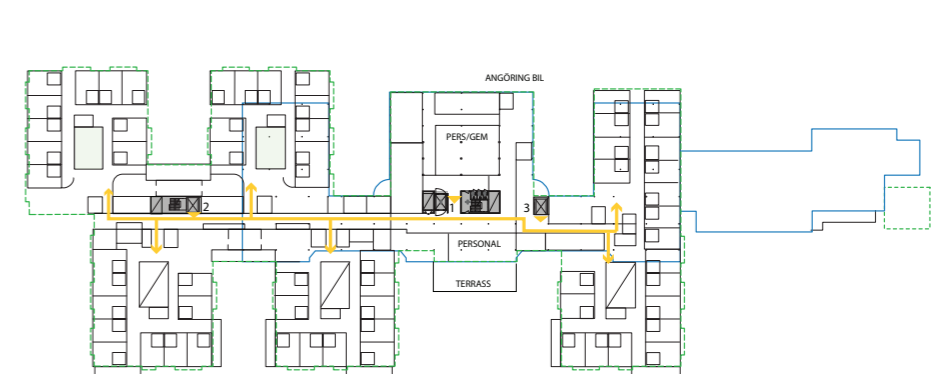 ANGÖRING BIL
PERS/GEM
2
1
3
PERSONAL
TERRASS